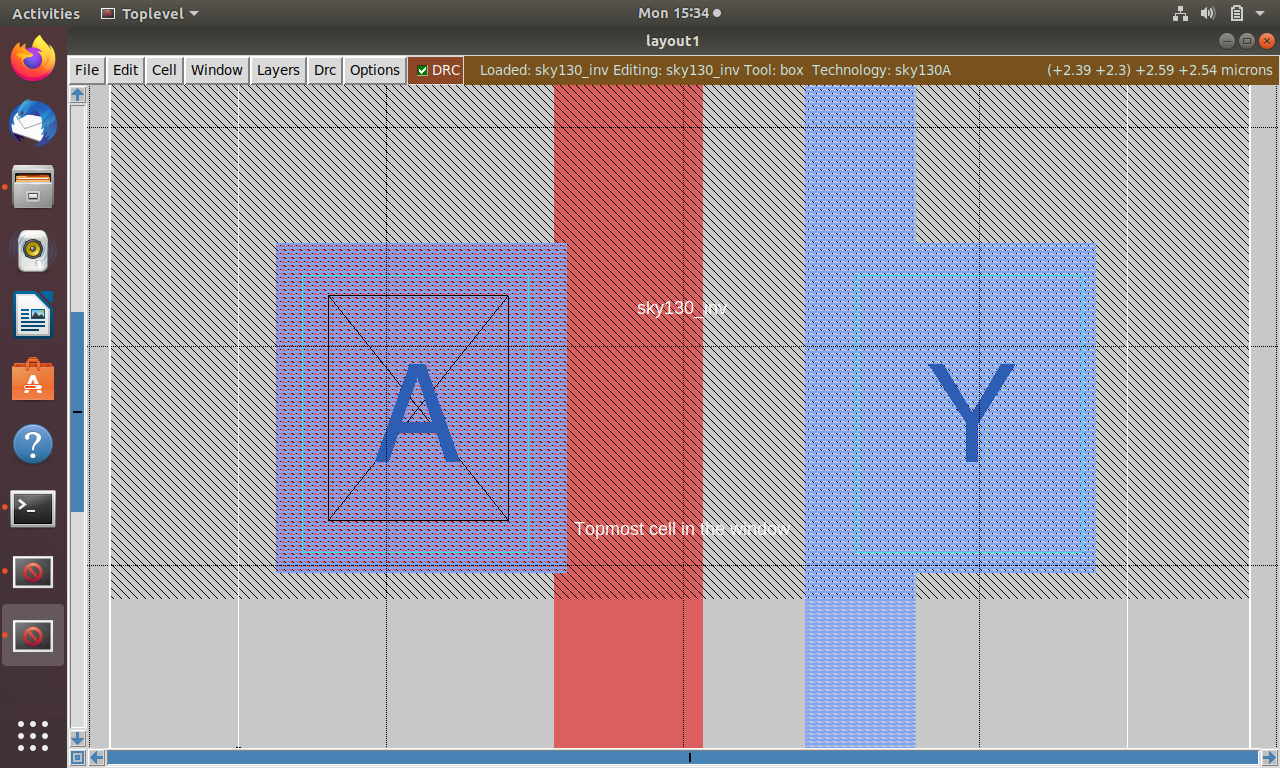 Activities Toplevel Mon 15:34
layout1
File Edit Cell Window Layers Drc Options DRC Loaded: sky130_inv Editing: sky130_inv Tool: box Technology: sky130A (+2.39 +2.3) +2.59 +2.54 microns
sky130_inv
A Y
Topmost cell in the window